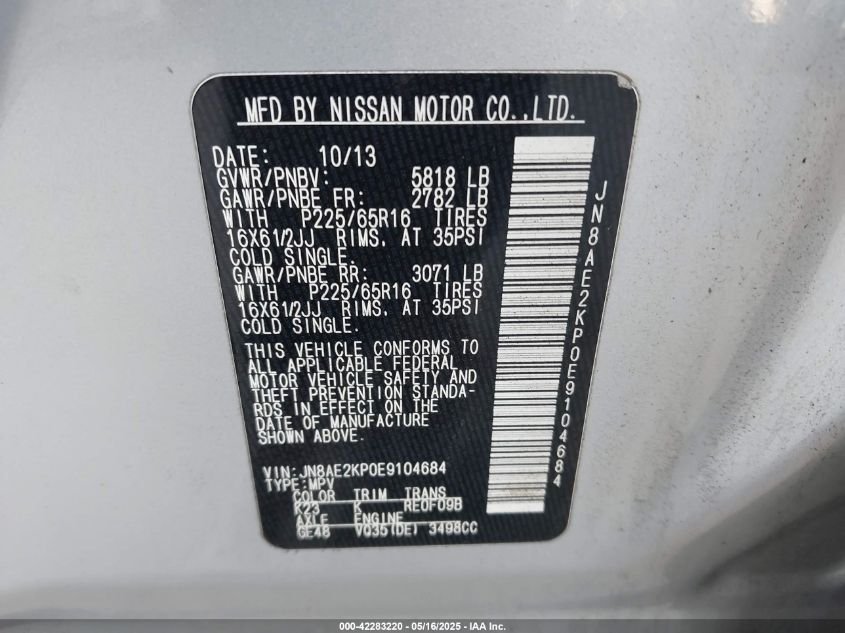 MFD BY NISSAN MOTOR CO.,LTD.
DATE: 10/13
GVWR/PNBV: 5818 LB
GAWR/PNBE FR: 2782 LB
WITH P225/65R16 TIRES
16X61/2JJ RIMS, AT 35PSI
COLD SINGLE.
GAWR/PNBE RR: 3071 LB
WITH P225/65R16 TIRES
16X61/2JJ RIMS, AT 35PSI
COLD SINGLE.
THIS VEHICLE CONFORMS TO
ALL APPLICABLE FEDERAL
MOTOR VEHICLE SAFETY AND
THEFT PREVENTION STANDA-
RDS IN EFFECT ON THE
DATE OF MANUFACTURE
SHOWN ABOVE.
VIN:JN8AE2KP0E9104684
TYPE:MPV
COLOR TRIM TRANS
K23 K RE0F09B
AXLE ENGINE
GE48 VQ35(DE) 3498CC
JN8AE2KP0E9104684
000-42283220 - 05/16/2025 - IAA Inc.